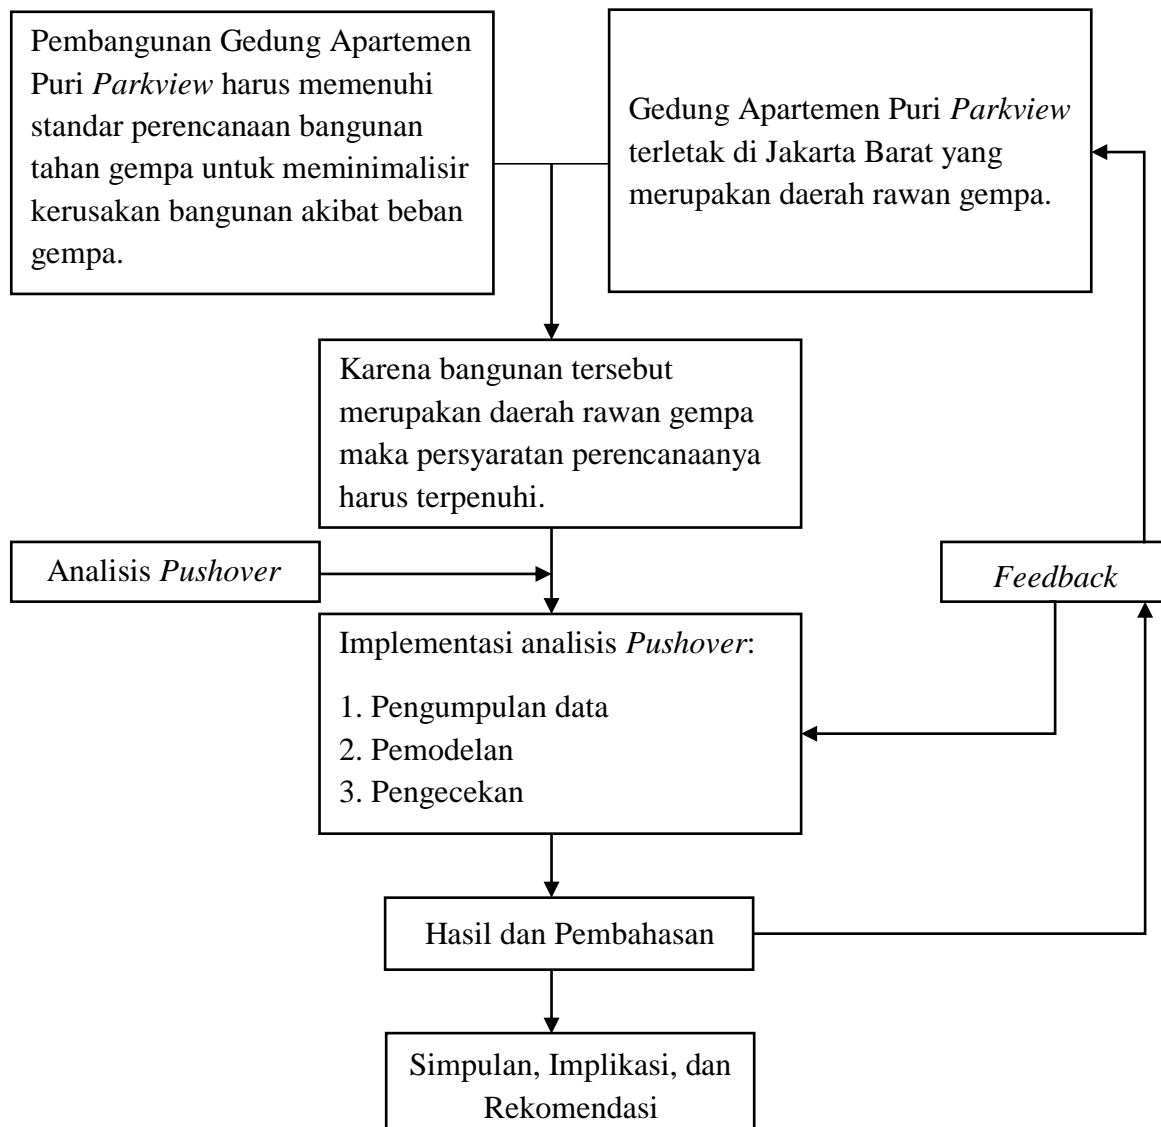 Pembangunan Gedung Apartemen
Puri Parkview harus memenuhi
standar perencanaan bangunan
tahan gempa untuk meminimalisir
kerusakan bangunan akibat beban
gempa.
Gedung Apartemen Puri Parkview
terletak di Jakarta Barat yang
merupakan daerah rawan gempa.
Karena bangunan tersebut
merupakan daerah rawan gempa
maka persyaratan perencanaanya
harus terpenuhi.
Analisis Pushover
Feedback
Implementasi analisis Pushover:
1. Pengumpulan data
2. Pemodelan
3. Pengecekan
Hasil dan Pembahasan
Simpulan, Implikasi, dan
Rekomendasi